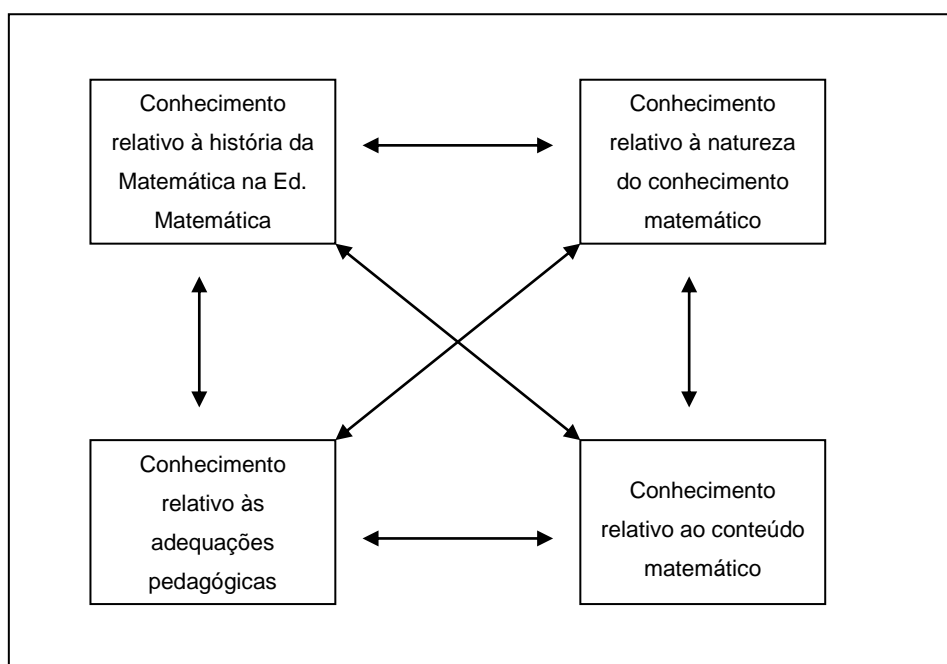 Conhecimento
relativo à história da
Matemática na Ed.
Matemática
Conhecimento
relativo à natureza
do conhecimento
matemático
Conhecimento
relativo às
adequações
pedagógicas
Conhecimento
relativo ao conteúdo
matemático